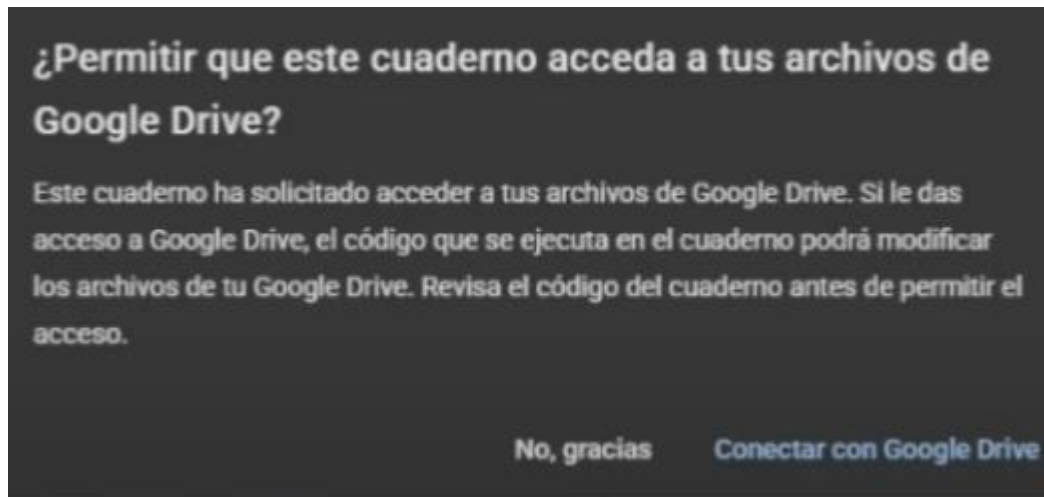 ¿Permitir que este cuaderno acceda a tus archivos de
Google Drive?
Este cuaderno ha solicitado acceder a tus archivos de Google Drive. Si le das
acceso a Google Drive, el código que se ejecuta en el cuaderno podrá modificar
los archivos de tu Google Drive. Revisa el código del cuaderno antes de permitir el
acceso.
No, gracias Conectar con Google Drive